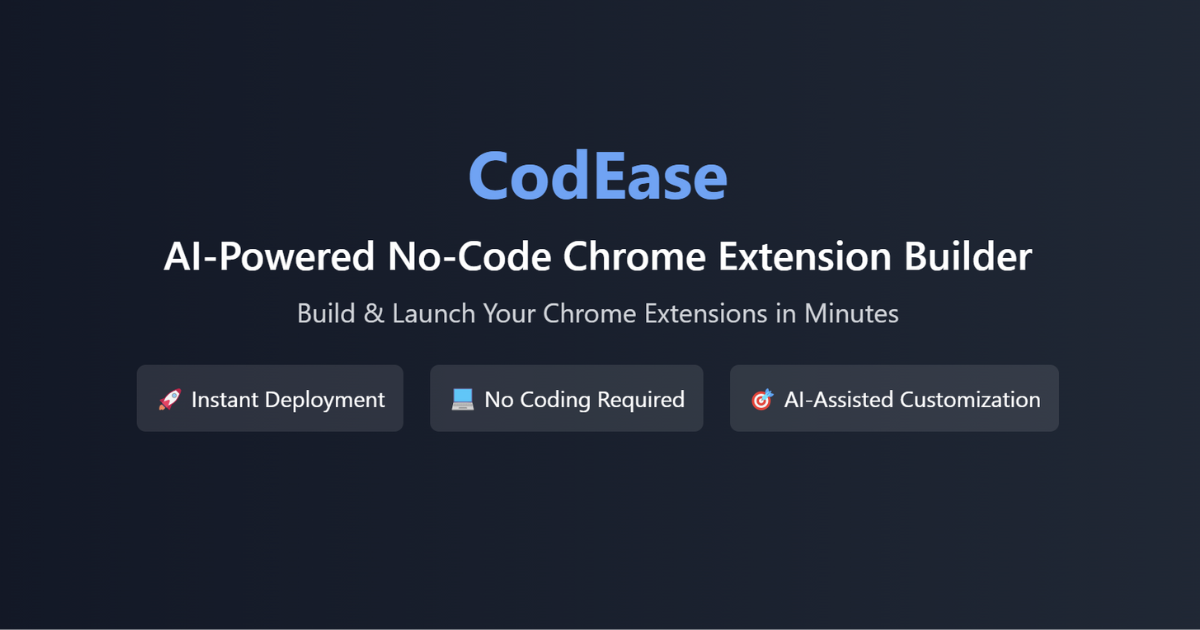 CodEase
AI-Powered No-Code Chrome Extension Builder
Build & Launch Your Chrome Extensions in Minutes
🚀 Instant Deployment
💻 No Coding Required
🎯 AI-Assisted Customization